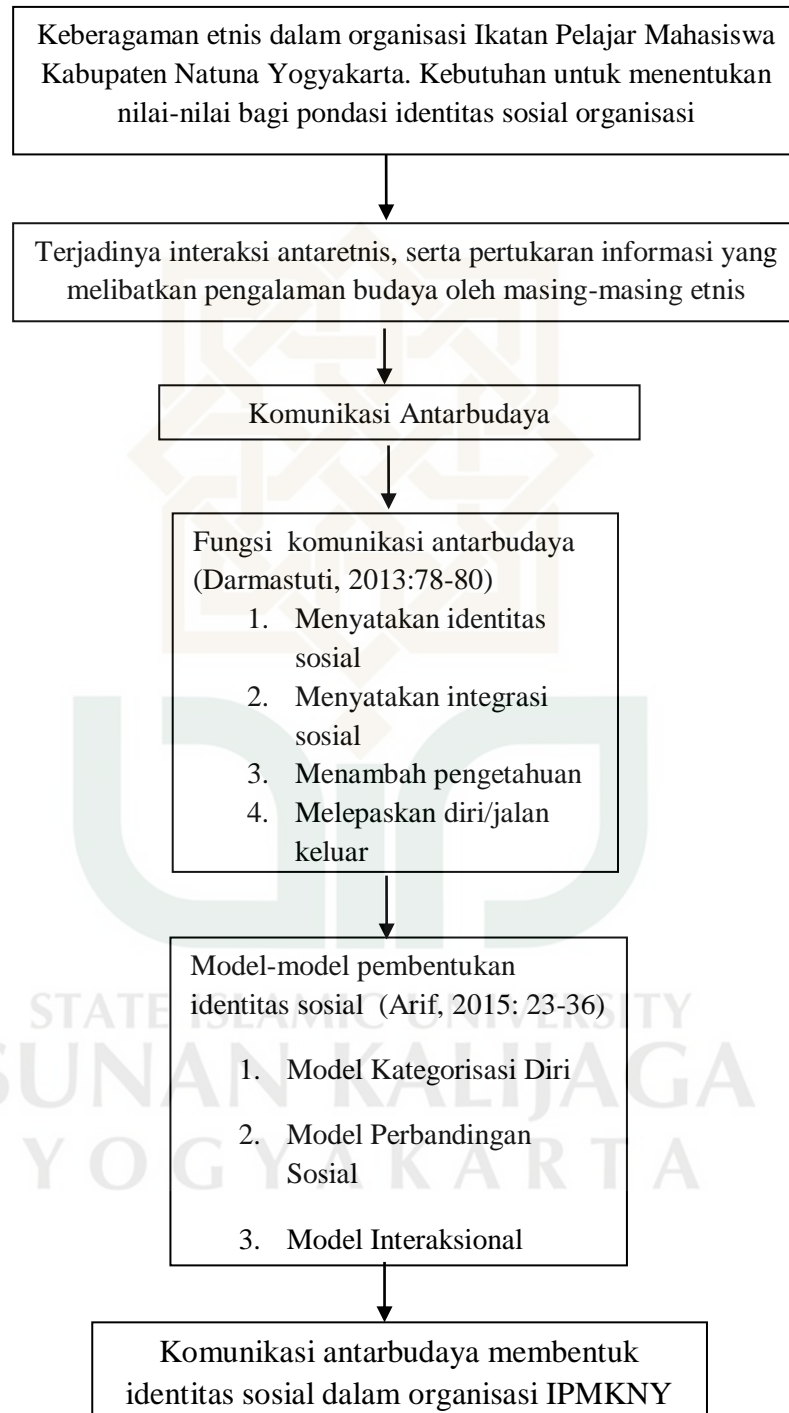 Keberagaman etnis dalam organisasi Ikatan Pelajar Mahasiswa
Kabupaten Natuna Yogyakarta. Kebutuhan untuk menentukan
nilai-nilai bagi pondasi identitas sosial organisasi
Terjadinya interaksi antaretnis, serta pertukaran informasi yang
melibatkan pengalaman budaya oleh masing-masing etnis
Komunikasi Antarbudaya
Fungsi komunikasi antarbudaya
(Darmastuti, 2013:78-80)
1. Menyatakan identitas
sosial
2. Menyatakan integrasi
sosial
3. Menambah pengetahuan
4. Melepaskan diri/jalan
keluar
Model-model pembentukan
identitas sosial (Arif, 2015: 23-36)
STATE ISLAMIC UNIVERSITY
1. Model Kategorisasi Diri
SUNAN KALIJAGA
2. Model Perbandingan
Sosial
YOGYAKARTA
3. Model Interaksional
Komunikasi antarbudaya membentuk
identitas sosial dalam organisasi IPMKNY